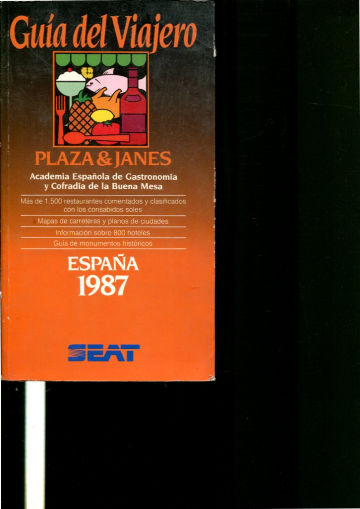 Guía del Viajero
PLAZA & JANES
Academia Española de Gastronomia
y Cofradía de la Buena Mesa
Más de 1.500 restaurantes comentados y clasificados
con los consabidos soles
Mapas de carreteras y planos de ciudades
Información sobre 800 hoteles
Guía de monumentos históricos
ESPAÑA
1987
SEAT